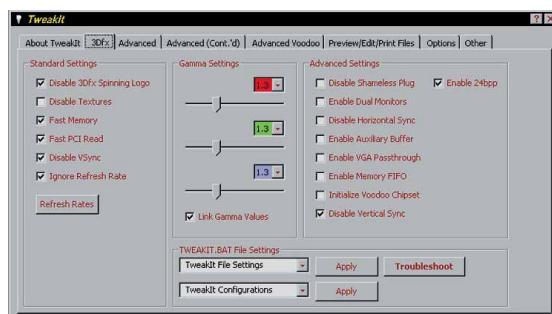 TweakIt
About TweakIt 3Dfx Advanced Advanced (Cont.'d) Advanced Voodoo Preview/Edit/Print Files Options Other
Standard Settings
Disable 3Dfx Spinning Logo
Disable Textures
Fast Memory
Fast PCI Read
Disable VSync
Ignore Refresh Rate
Refresh Rates
Gamma Settings
1.3
1.3
1.3
Link Gamma Values
Advanced Settings
Disable Shameless Plug Enable 24bpp
Enable Dual Monitors
Disable Horizontal Sync
Enable Auxiliary Buffer
Enable VGA Passthrough
Enable Memory FIFO
Initialize Voodoo Chipset
Disable Vertical Sync
TWEAKIT.BAT File Settings
TweakIt File Settings Apply Troubleshoot
TweakIt Configurations Apply